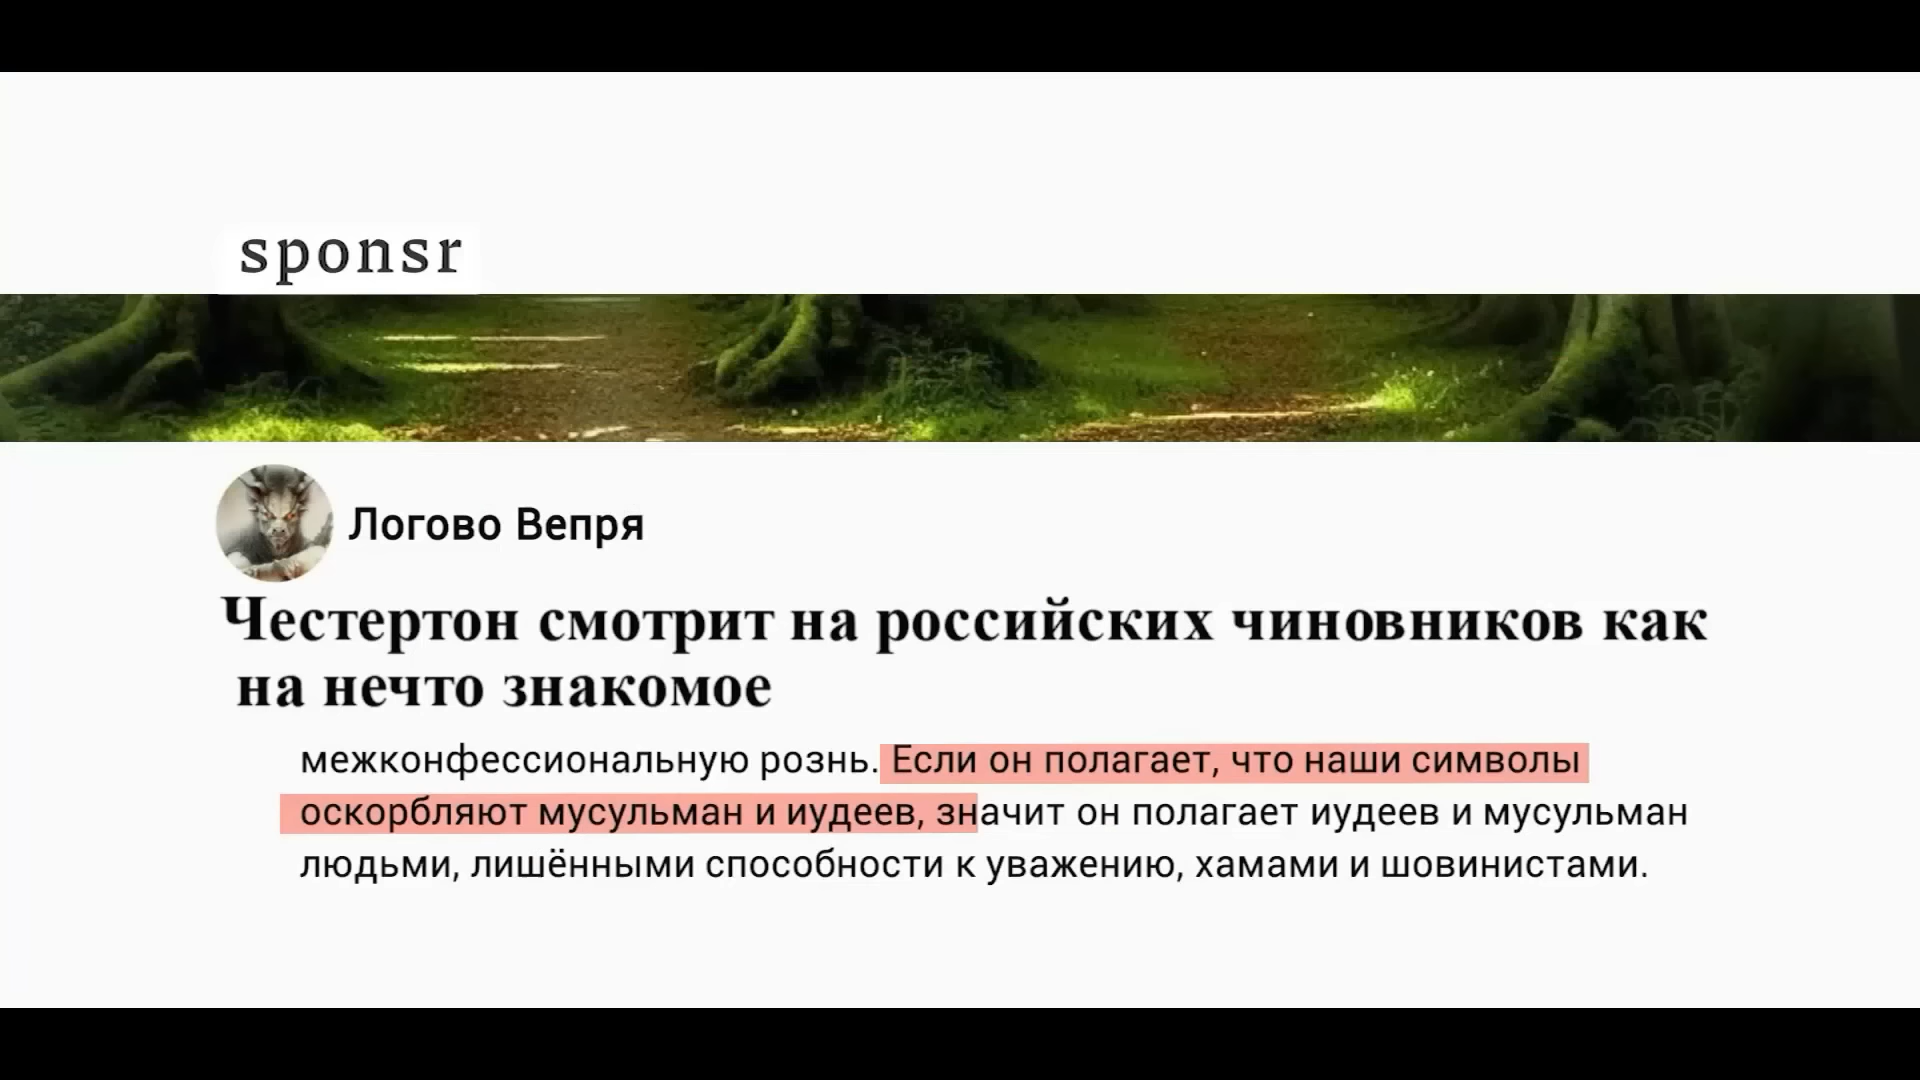 sponsr
Логово Вепря
Честертон смотрит на российских чиновников как
на нечто знакомое
межконфессиональную рознь. Если он полагает, что наши символы
оскорбляют мусульман и иудеев, значит он полагает иудеев и мусульман
людьми, лишёнными способности к уважению, хамами и шовинистами.